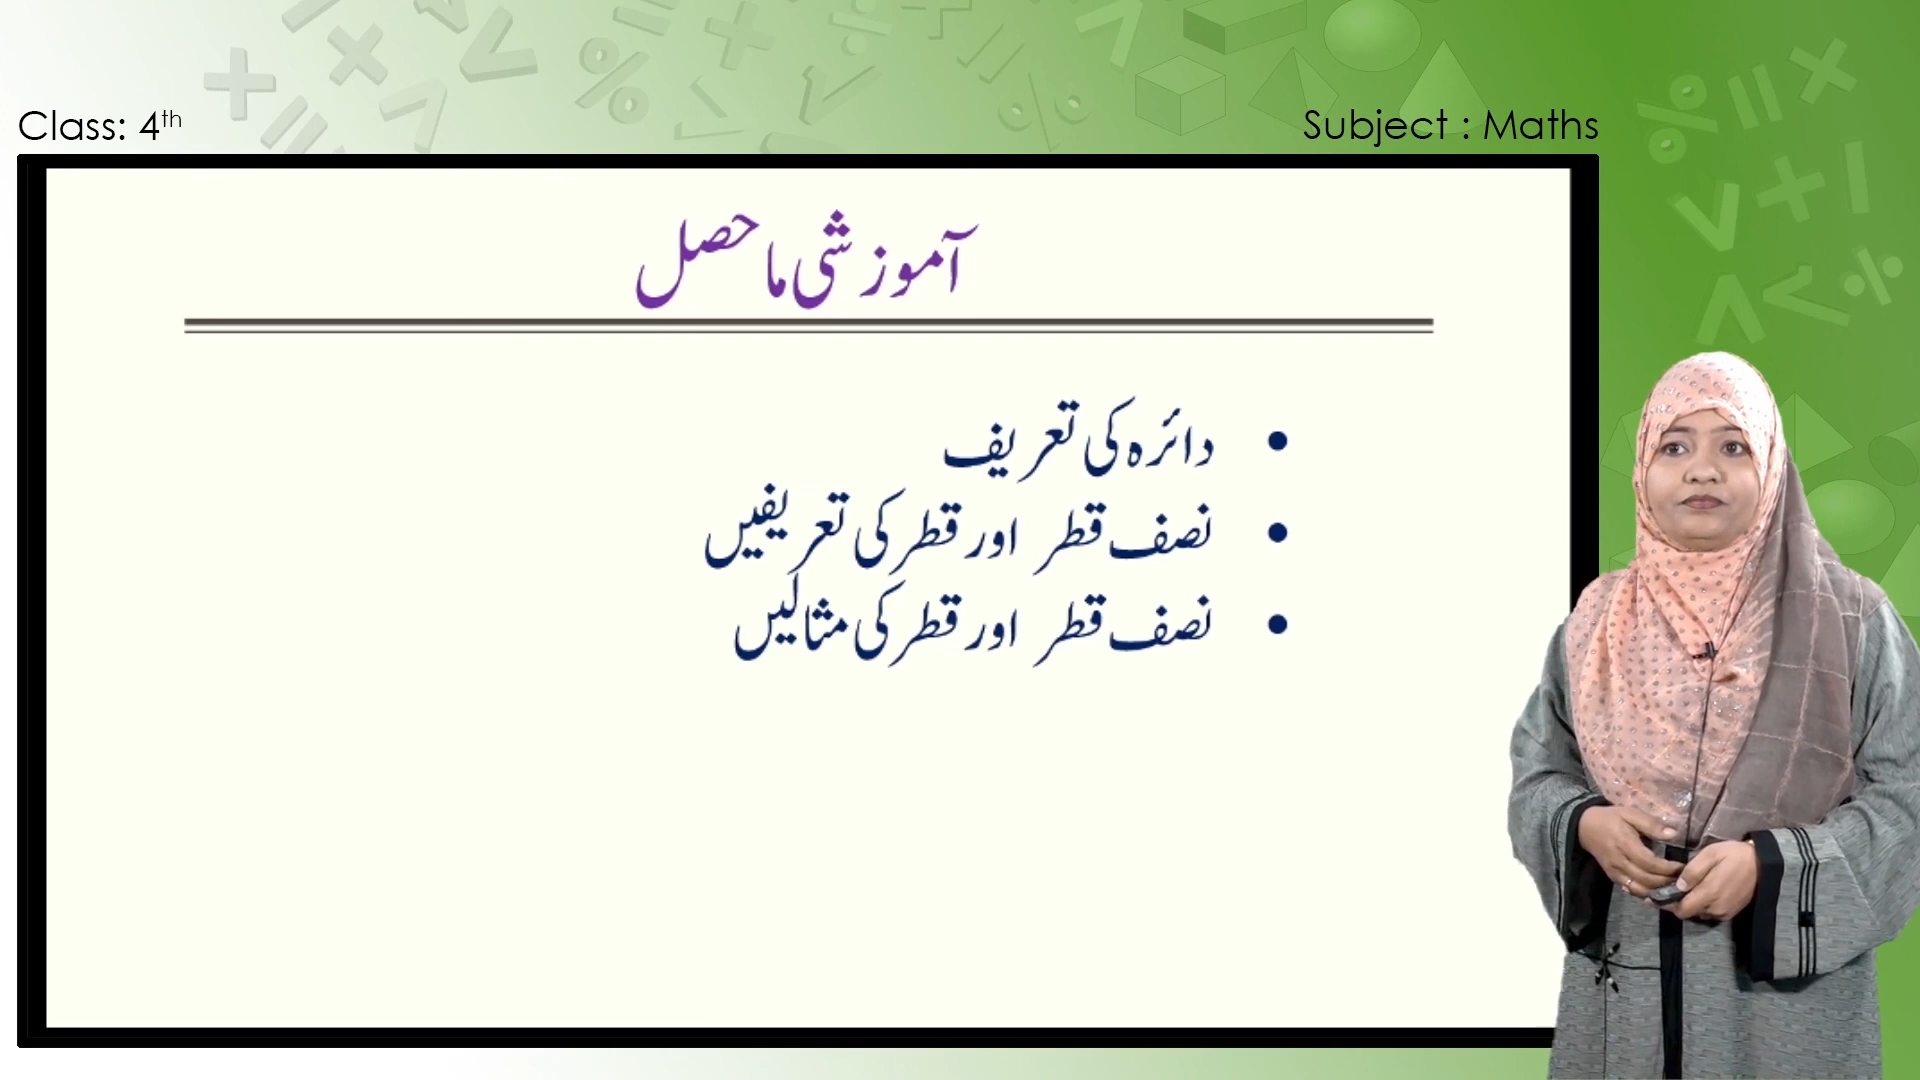 Class: 4th
Subject : Maths
آموزشی ماحصل
• دائرہ کی تعریف
• نصف قطر اور قطر کی تعریفیں
• نصف قطر اور قطر کی مثالیں